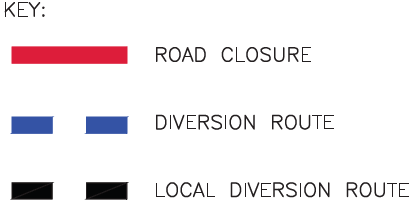 KEY:
ROAD CLOSURE
DIVERSION ROUTE
LOCAL DIVERSION ROUTE